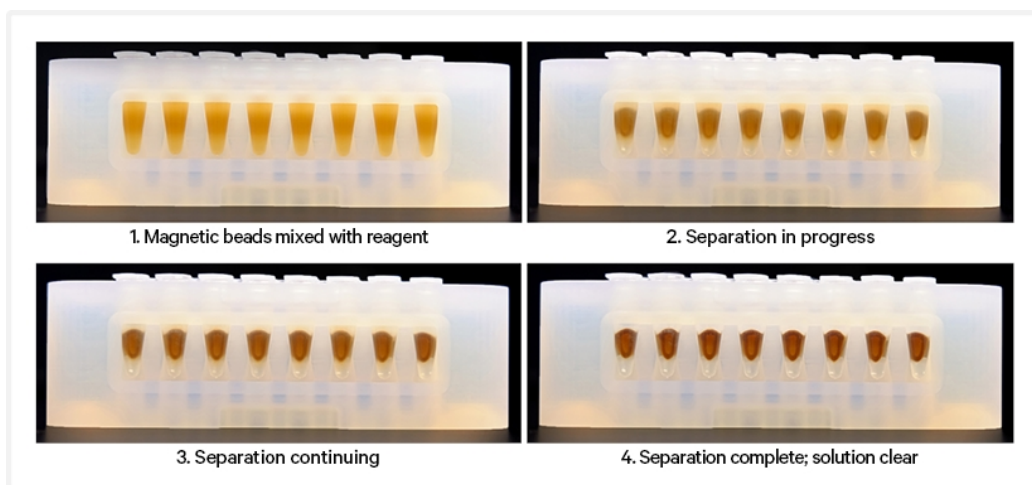 1. Magnetic beads mixed with reagent
2. Separation in progress
3. Separation continuing
4. Separation complete; solution clear